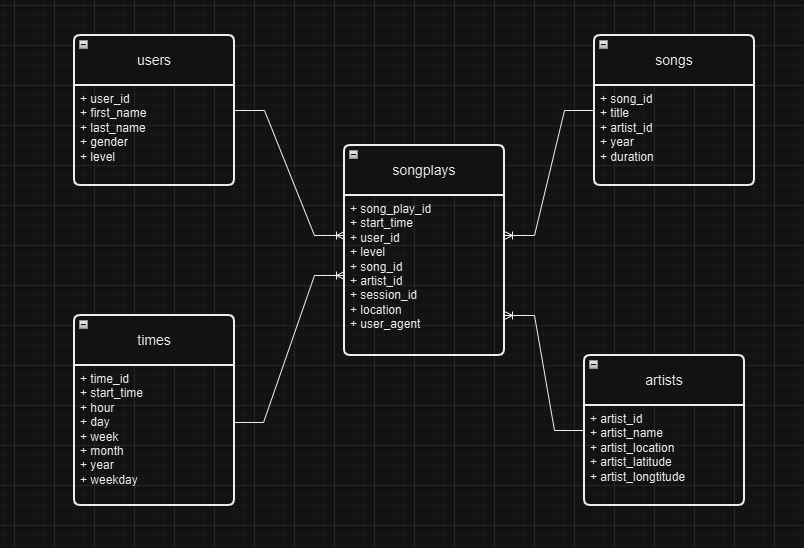 users
+ user_id
+ first_name
+ last_name
+ gender
+ level
songs
+ song_id
+ title
+ artist_id
+ year
+ duration
songplays
+ song_play_id
+ start_time
+ user_id
+ level
+ song_id
+ artist_id
+ session_id
+ location
+ user_agent
times
+ time_id
+ start_time
+ hour
+ day
+ week
+ month
+ year
+ weekday
artists
+ artist_id
+ artist_name
+ artist_location
+ artist_latitude
+ artist_longtitude